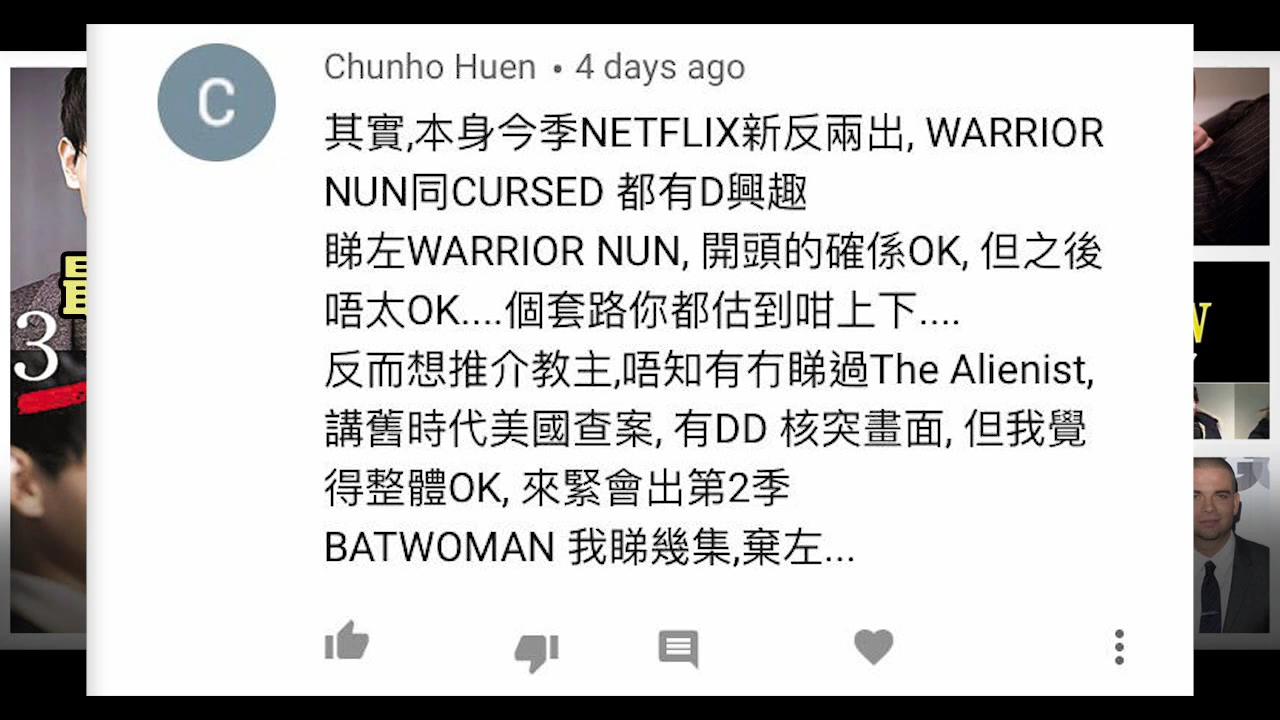 C
Chunho Huen • 4 days ago
其實,本身今季NETFLIX新反兩出, WARRIOR
NUN同CURSED 都有D興趣
睇左WARRIOR NUN, 開頭的確係OK, 但之後
唔太OK....個套路你都估到咁上下....
反而想推介教主,唔知有冇睇過The Alienist,
講舊時代美國查案, 有DD 核突畫面, 但我覺
得整體OK, 來緊會出第2季
BATWOMAN 我睇幾集,棄左...
3